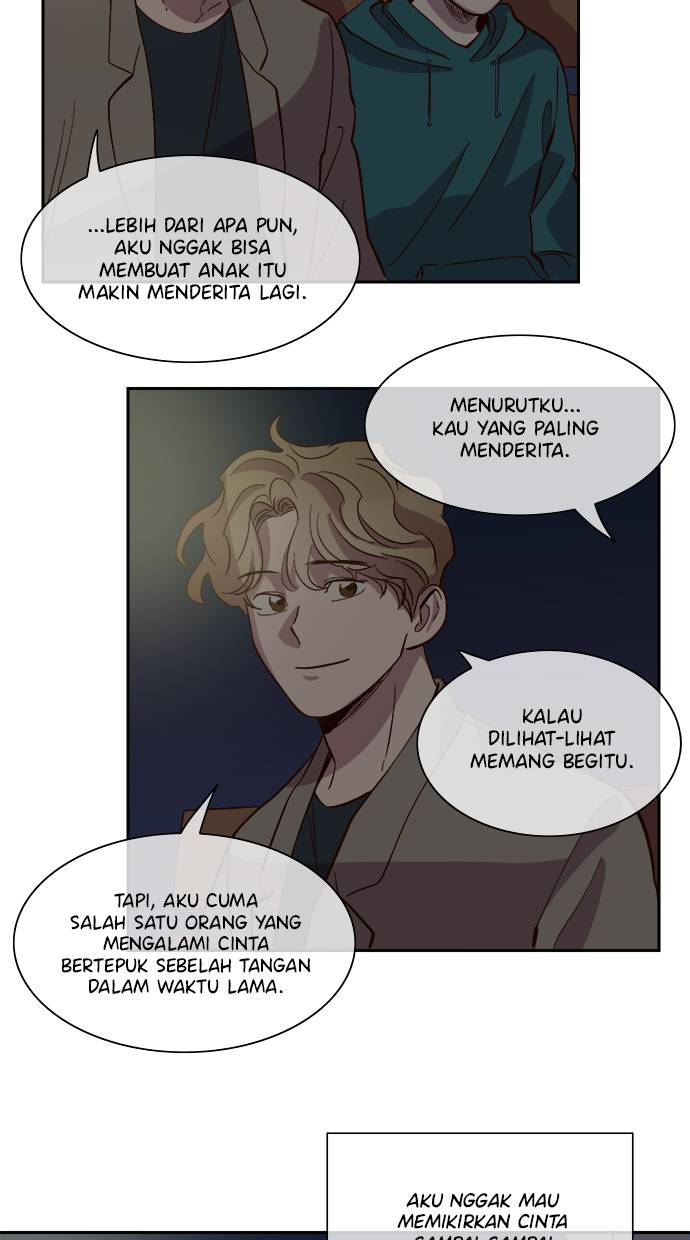 ...LEBIH DARI APA PUN,
AKU NGGAK BISA
MEMBUAT ANAK ITU
MAKIN MENDERITA LAGI.
MENURUTKU...
KAU YANG PALING
MENDERITA.
KALAU
DILIHAT-LIHAT
MEMANG BEGITU.
TAPI, AKU CUMA
SALAH SATU ORANG YANG
MENGALAMI CINTA
BERTEPUK SEBELAH TANGAN
DALAM WAKTU LAMA.
AKU NGGAK MAU
MEMIKIRKAN CINTA
SAMPAI-SAMPAI